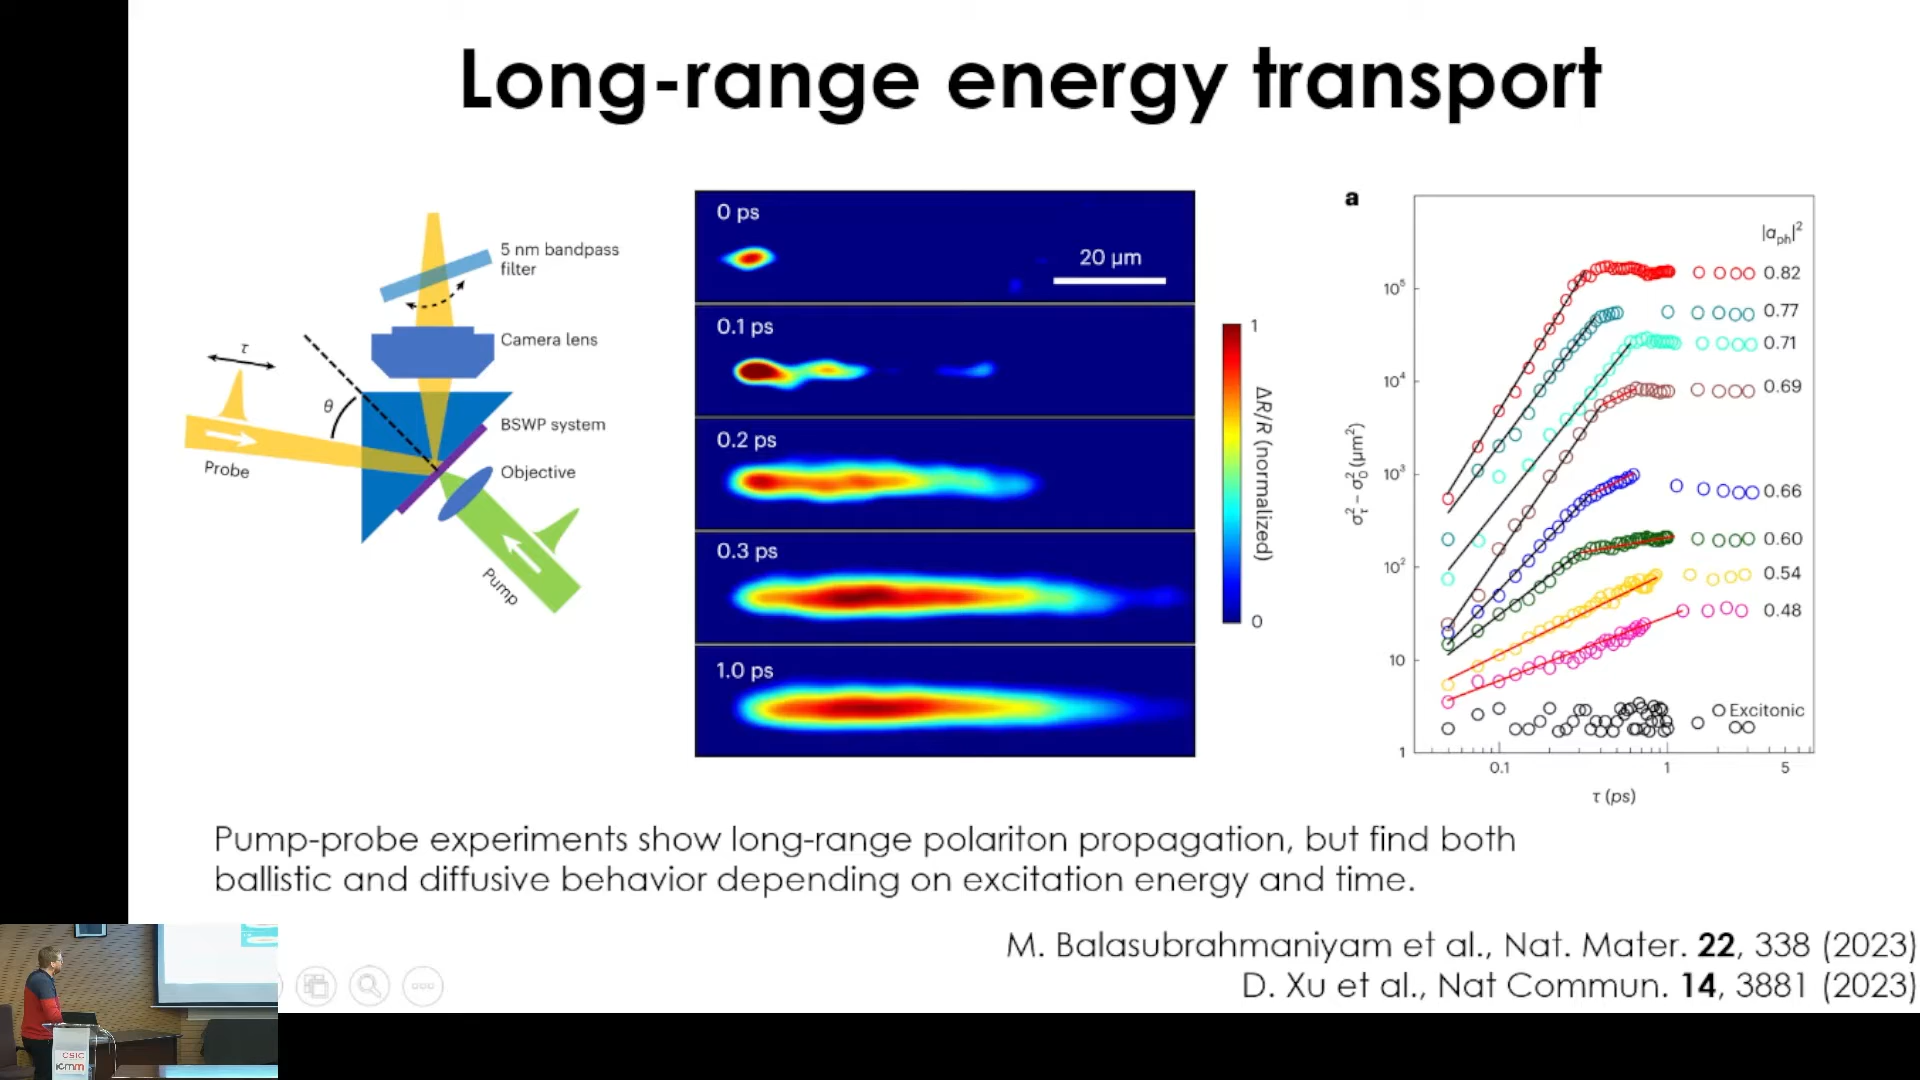 Long-range energy transport
5 nm bandpass
filter
Camera lens
τ
θ
BSWP system
Objective
Probe
Pump
0 ps
20 µm
0.1 ps
0.2 ps
0.3 ps
1.0 ps
1
ΔR/R (normalized)
0
a
|αph|²
0.82
0.77
0.71
0.69
0.66
0.60
0.54
0.48
Excitonic
10⁵
10⁴
10³
10²
10
1
σ²τ – σ²0 (µm²)
0.1
1
5
τ (ps)
Pump-probe experiments show long-range polariton propagation, but find both
ballistic and diffusive behavior depending on excitation energy and time.
M. Balasubrahmaniyam et al., Nat. Mater. 22, 338 (2023)
D. Xu et al., Nat Commun. 14, 3881 (2023)
CSIC
icmm